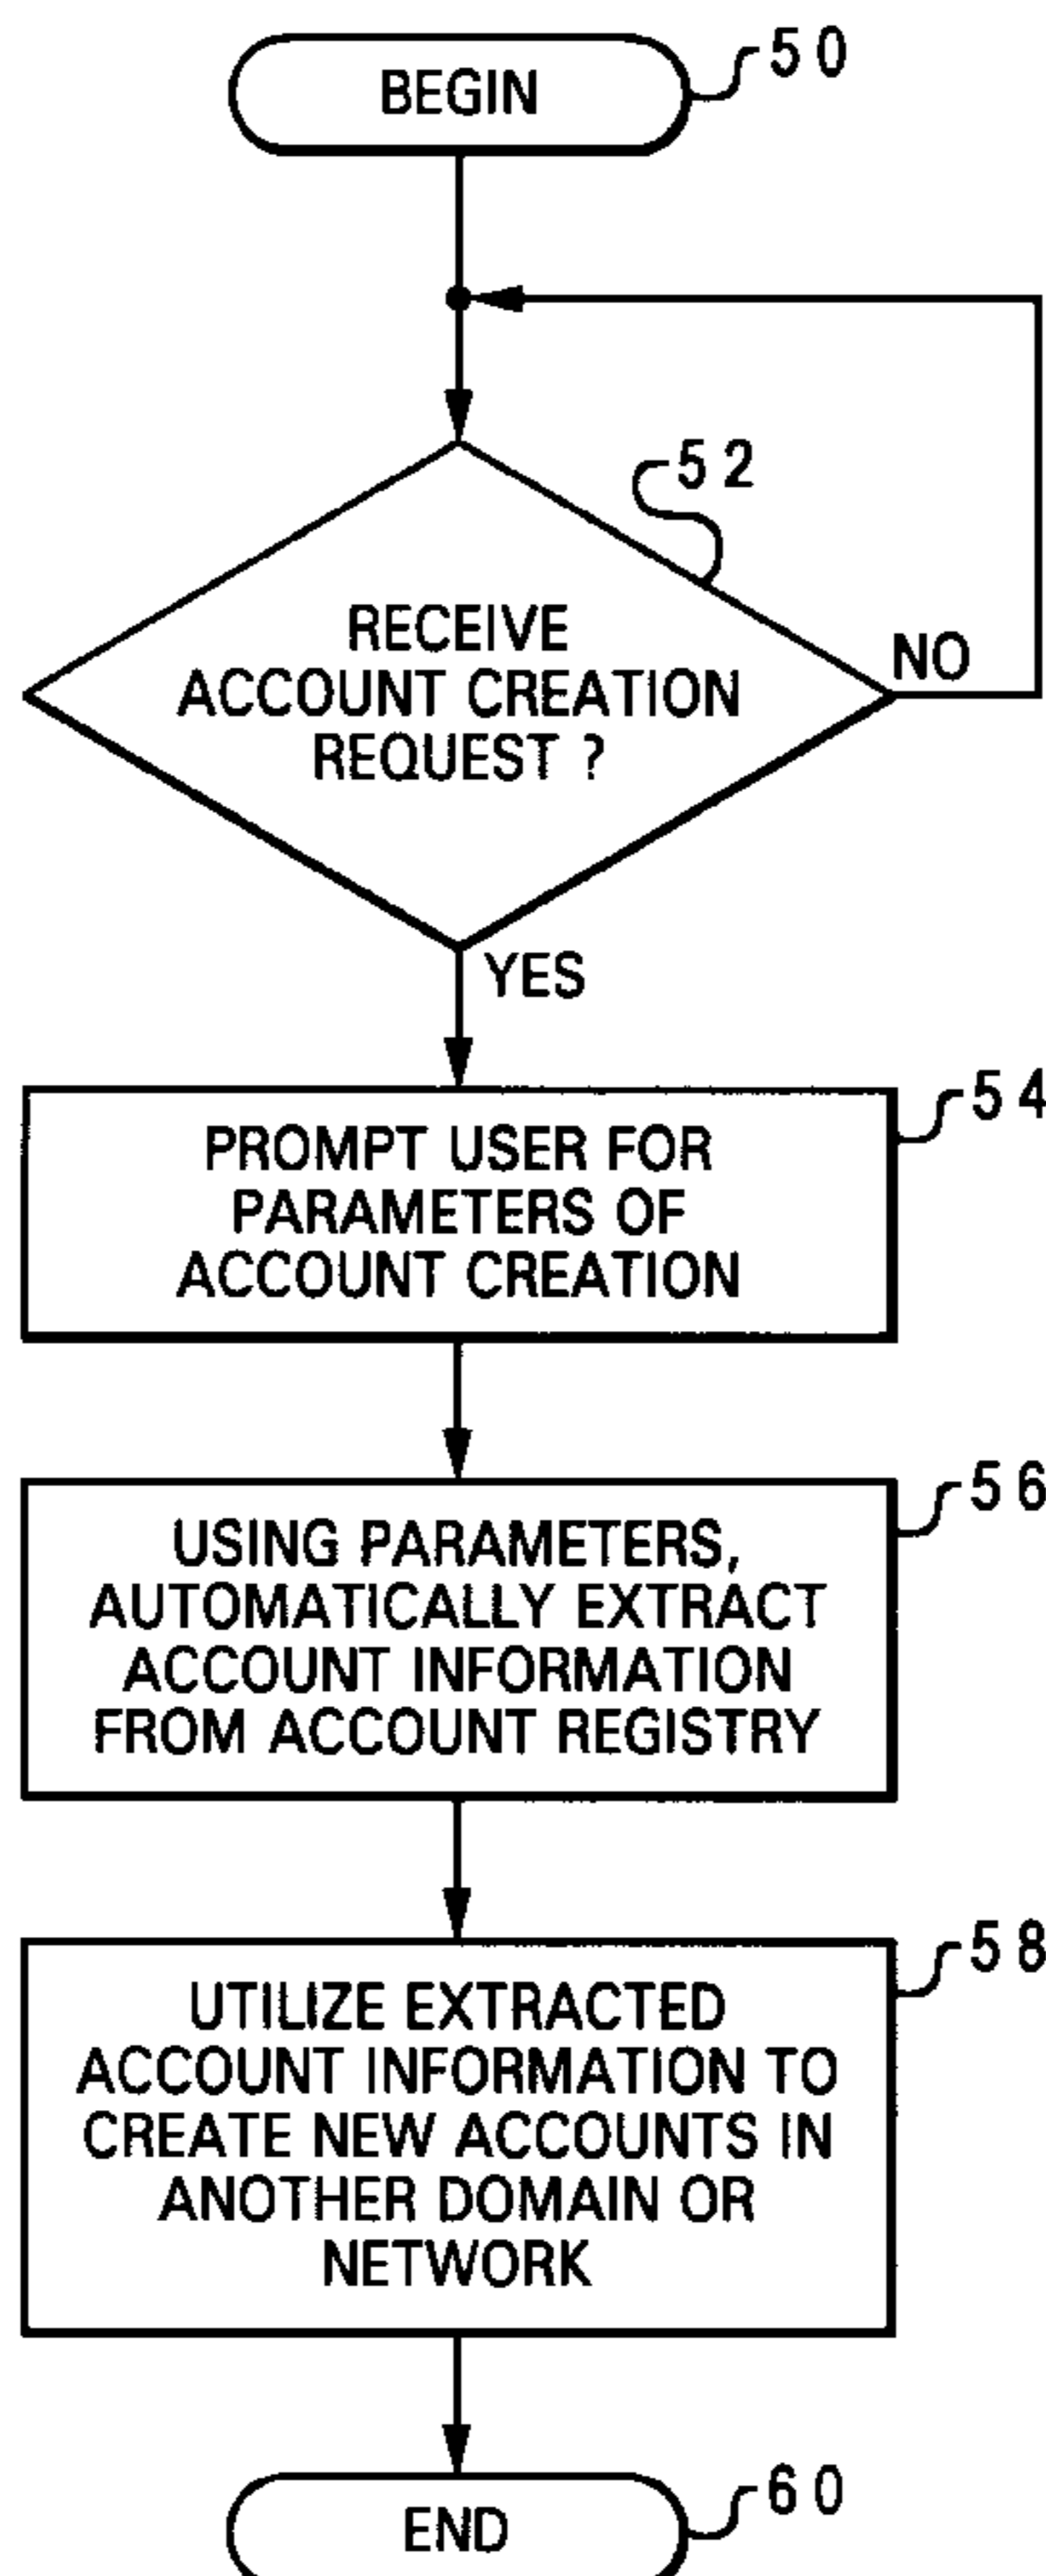 BEGIN
50
52
RECEIVE
ACCOUNT CREATION
REQUEST ?
NO
YES
54
PROMPT USER FOR
PARAMETERS OF
ACCOUNT CREATION
56
USING PARAMETERS,
AUTOMATICALLY EXTRACT
ACCOUNT INFORMATION
FROM ACCOUNT REGISTRY
58
UTILIZE EXTRACTED
ACCOUNT INFORMATION TO
CREATE NEW ACCOUNTS IN
ANOTHER DOMAIN OR
NETWORK
60
END